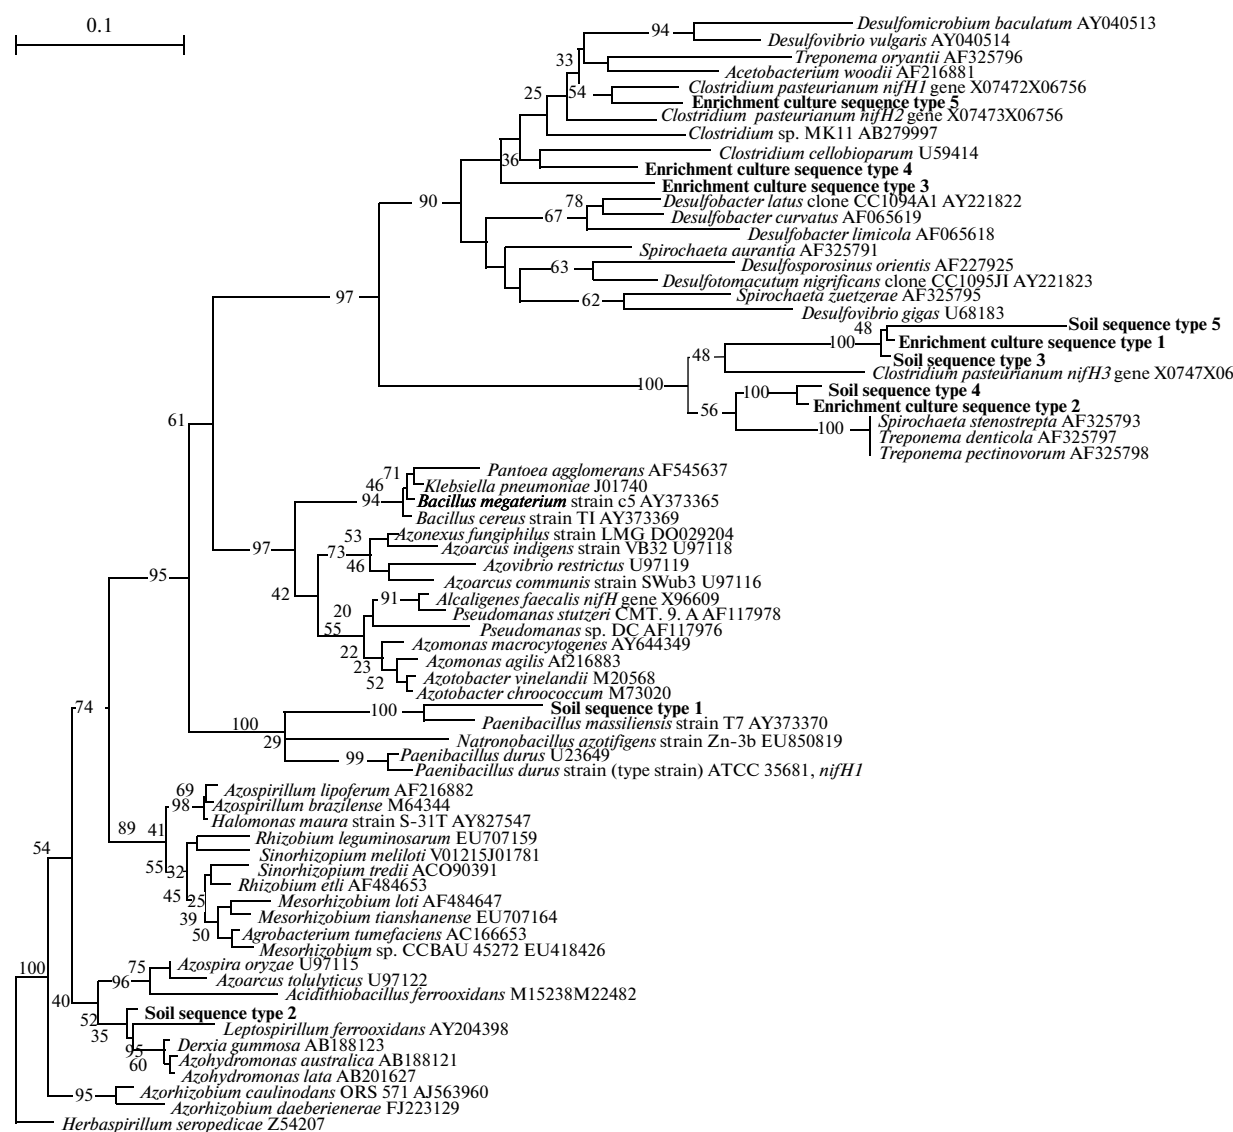 0.1
94
Desulfomicrobium baculatum AY040513
Desulfovibrio vulgaris AY040514
Treponema oryantii AF325796
33
Acetobacterium woodii AF216881
Clostridium pasteurianum nifH1 gene X07472X06756
25
54
Enrichment culture sequence type 5
Clostridium pasteurianum nifH2 gene X07473X06756
Clostridium sp. MK11 AB279997
Clostridium cellobioparum U59414
36
Enrichment culture sequence type 4
Enrichment culture sequence type 3
90
78
Desulfobacter latus clone CC1094A1 AY221822
67
Desulfobacter curvatus AF065619
Desulfobacter limicola AF065618
Spirochaeta aurantia AF325791
63
Desulfosporosinus orientis AF227925
Desulfotomacutum nigrificans clone CC1095JI AY221823
97
62
Spirochaeta zuetzerae AF325795
Desulfovibrio gigas U68183
48
Soil sequence type 5
100
Enrichment culture sequence type 1
48
Soil sequence type 3
Clostridium pasteurianum nifH3 gene X0747X06
100
100
Soil sequence type 4
56
Enrichment culture sequence type 2
61
100
Spirochaeta stenostrepta AF325793
Treponema denticola AF325797
Treponema pectinovorum AF325798
71
Pantoea agglomerans AF545637
46
Klebsiella pneumoniae J01740
94
Bacillus megaterium strain c5 AY373365
Bacillus cereus strain TI AY373369
53
Azonexus fungiphilus strain LMG DO029204
97
73
Azoarcus indigens strain VB32 U97118
46
Azovibrio restrictus U97119
95
Azoarcus communis strain SWub3 U97116
42
91
Alcaligenes faecalis nifH gene X96609
20
Pseudomanas stutzeri CMT. 9. A AF117978
55
Pseudomanas sp. DC AF117976
22
Azomonas macrocytogenes AY644349
23
Azomonas agilis Af216883
52
Azotobacter vinelandii M20568
Azotobacter chroococcum M73020
74
100
Soil sequence type 1
100
Paenibacillus massiliensis strain T7 AY373370
29
Natronobacillus azotifigens strain Zn-3b EU850819
99
Paenibacillus durus U23649
Paenibacillus durus strain (type strain) ATCC 35681, nifH1
69
Azospirillum lipoferum AF216882
98
Azospirillum brazilense M64344
Halomonas maura strain S-31T AY827547
89
41
Rhizobium leguminosarum EU707159
54
Sinorhizopium meliloti V01215J01781
55
32
Sinorhizopium tredii ACO90391
Rhizobium etli AF484653
45
25
Mesorhizobium loti AF484647
39
Mesorhizobium tianshanense EU707164
50
Agrobacterium tumefaciens AC166653
Mesorhizobium sp. CCBAU 45272 EU418426
100
75
Azospira oryzae U97115
96
Azoarcus tolulyticus U97122
40
Acidithiobacillus ferrooxidans M15238M22482
52
Soil sequence type 2
35
Leptospirillum ferrooxidans AY204398
95
Derxia gummosa AB188123
60
Azohydromonas australica AB188121
Azohydromonas lata AB201627
95
Azorhizobium caulinodans ORS 571 AJ563960
Azorhizobium daeberienerae FJ223129
Herbaspirillum seropedicae Z54207